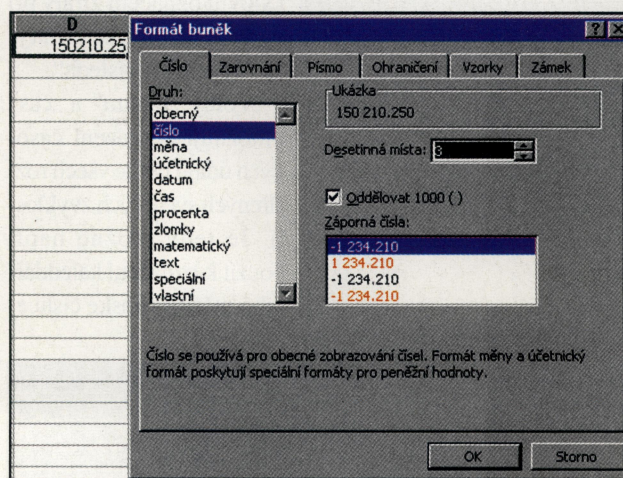 D
150210.25
Formát buněk
Číslo Zarovnání Písmo Ohraničení Vzorky Zámek
Druh:
obecný
číslo
měna
účetnický
datum
čas
procenta
zlomky
matematický
text
speciální
vlastní
Ukázka
150 210.250
Desetinná místa: 3
Oddělovat 1000 ( )
Záporná čísla:
-1 234.210
1 234.210
-1 234.210
-1 234.210
Číslo se používá pro obecné zobrazování čísel. Formát měny a účetnický
formát poskytují speciální formáty pro peněžní hodnoty.
OK Storno